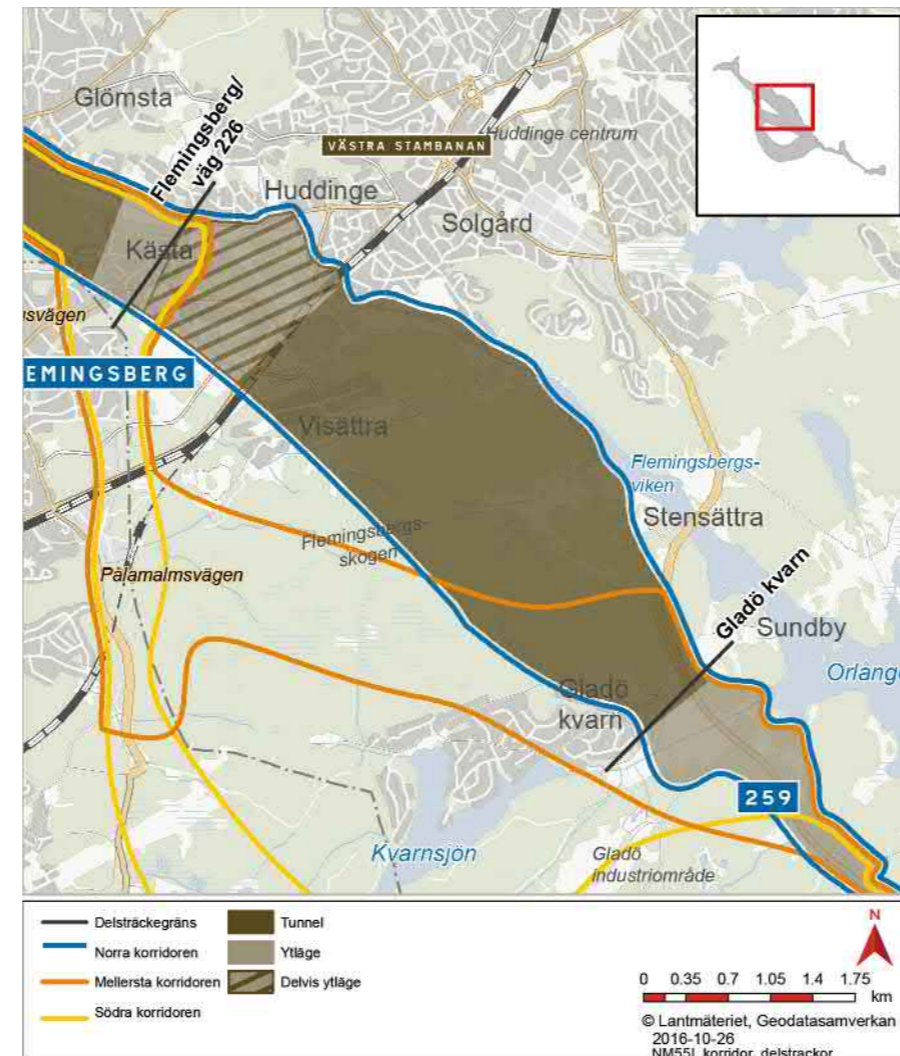 Glömsta
Flemingsberg/
väg 226
VÄSTRA STAMBANAN
Huddinge centrum
Huddinge
Solgård
Kästa
svägen
EMINGSBERG
Visättra
Flemingsbergs-
viken
Stensättra
Flemingsbergs-
skogen
Pålamalmsvägen
Gladö kvarn
Sundby
Orlång
Gladö
kvarn
259
Kvarnsjön
Gladö
industriområde
Delsträckegräns
Norra korridoren
Mellersta korridoren
Södra korridoren
Tunnel
Ytläge
Delvis ytläge
N
0 0.35 0.7 1.05 1.4 1.75
km
© Lantmäteriet, Geodatasamverkan
2016-10-26
NM55L korridor_delstrackor